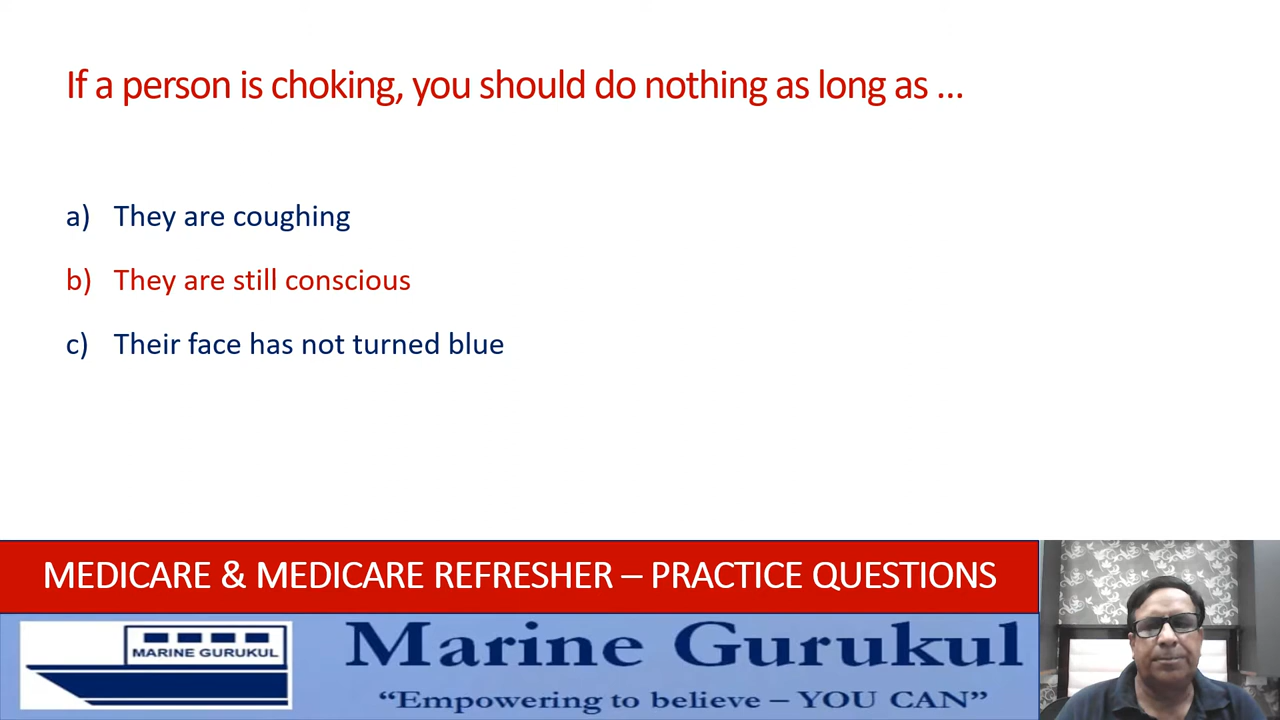 If a person is choking, you should do nothing as long as ...
a) They are coughing
b) They are still conscious
c) Their face has not turned blue
MEDICARE & MEDICARE REFRESHER – PRACTICE QUESTIONS
MARINE GURUKUL
Marine Gurukul
“Empowering to believe – YOU CAN”